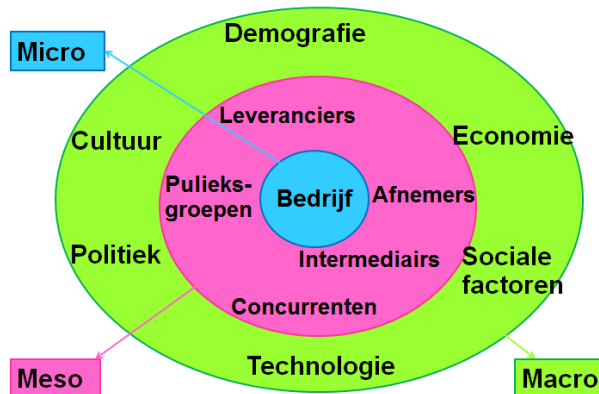 Demografie
Micro
Leveranciers
Cultuur
Economie
Pulieks-
groepen
Bedrijf
Afnemers
Politiek
Intermediairs
Sociale
factoren
Concurrenten
Technologie
Meso
Macro